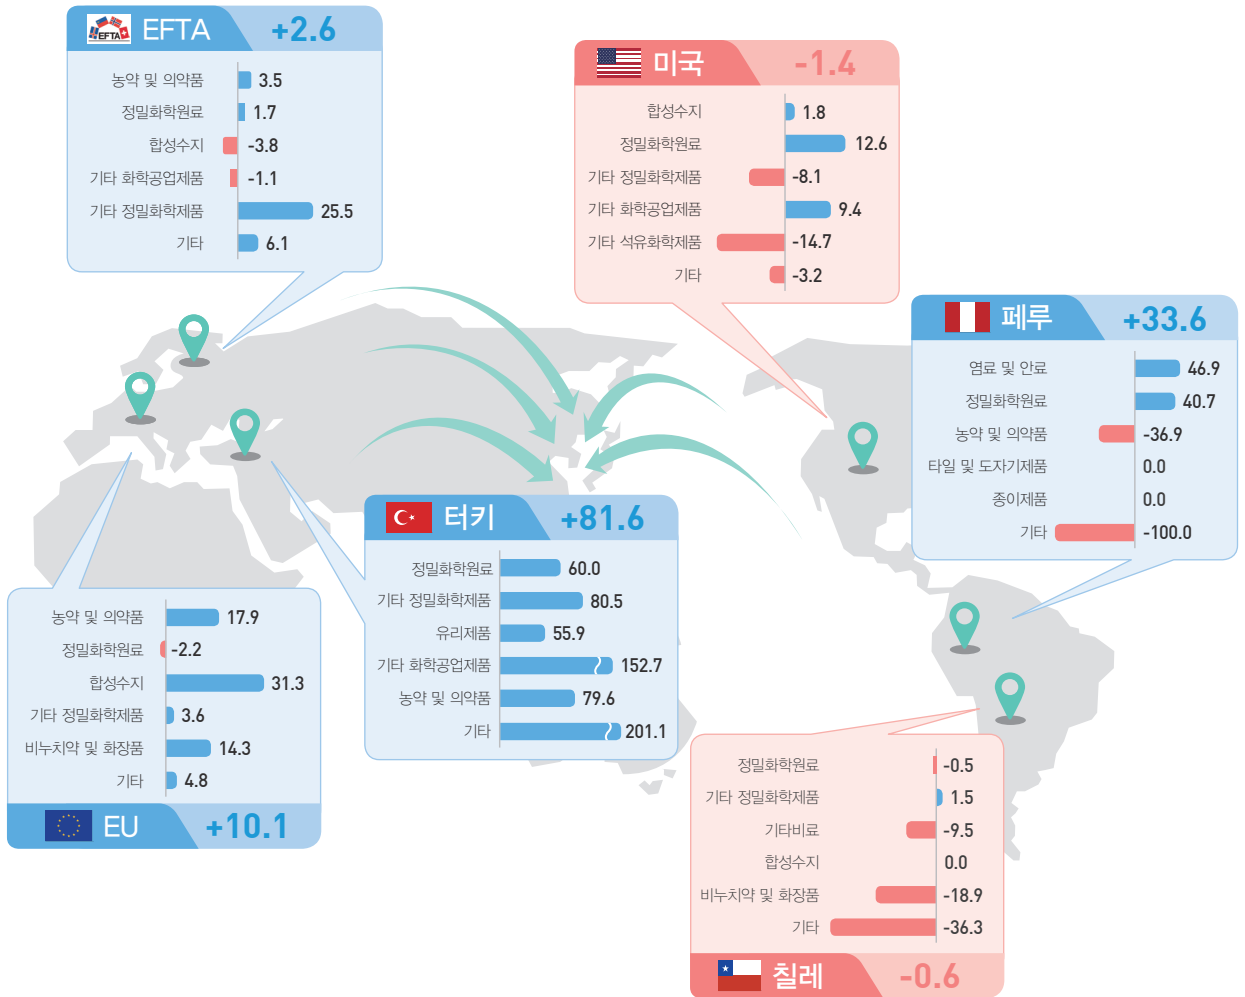 EFTA EFTA +2.6
농약 및 의약품 3.5
정밀화학원료 1.7
합성수지 -3.8
기타 화학공업제품 -1.1
기타 정밀화학제품 25.5
기타 6.1
미국 -1.4
합성수지 1.8
정밀화학원료 12.6
기타 정밀화학제품 -8.1
기타 화학공업제품 9.4
기타 석유화학제품 -14.7
기타 -3.2
페루 +33.6
염료 및 안료 46.9
정밀화학원료 40.7
농약 및 의약품 -36.9
타일 및 도자기제품 0.0
종이제품 0.0
기타 -100.0
터키 +81.6
정밀화학원료 60.0
기타 정밀화학제품 80.5
유리제품 55.9
기타 화학공업제품 152.7
농약 및 의약품 79.6
기타 201.1
농약 및 의약품 17.9
정밀화학원료 -2.2
합성수지 31.3
기타 정밀화학제품 3.6
비누치약 및 화장품 14.3
기타 4.8
EU +10.1
정밀화학원료 -0.5
기타 정밀화학제품 1.5
기타비료 -9.5
합성수지 0.0
비누치약 및 화장품 -18.9
기타 -36.3
칠레 -0.6